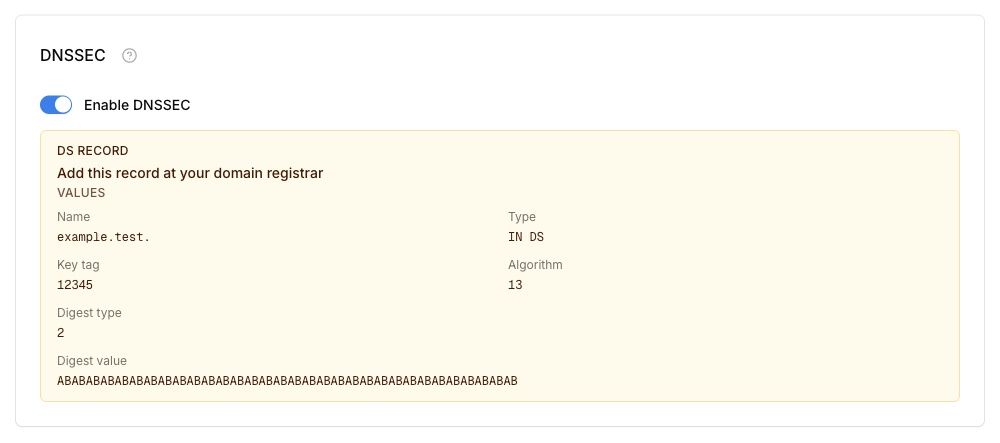 DNSSEC
Enable DNSSEC
DS RECORD
Add this record at your domain registrar
VALUES
Name
Type
example.test.
IN DS
Key tag
Algorithm
12345
13
Digest type
2
Digest value
ABABABABABABABABABABABABABABABABABABABABABABABABABABABABABABABAB